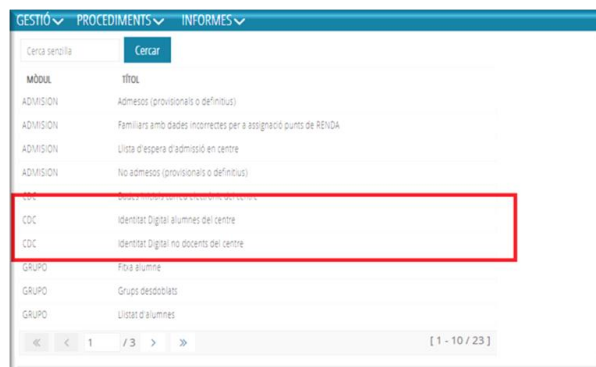 GESTIÓ PROCEDIMENTS INFORMES
Cerca senzilla Cercar
MÒDUL TÍTOL
ADMISION Admesos (provisionals o definitius)
ADMISION Familiars amb dades incorrectes per a assignació punts de RENDA
ADMISION Llista d'espera d'admissió en centre
ADMISION No admesos (provisionals o definitius)
CDC
CDC Identitat Digital alumnes del centre
CDC Identitat Digital no docents del centre
GRUPO Fitxa alumne
GRUPO Grups desdoblats
GRUPO Llistat d'alumnes
« < 1 / 3 > » [ 1 - 10 / 23 ]